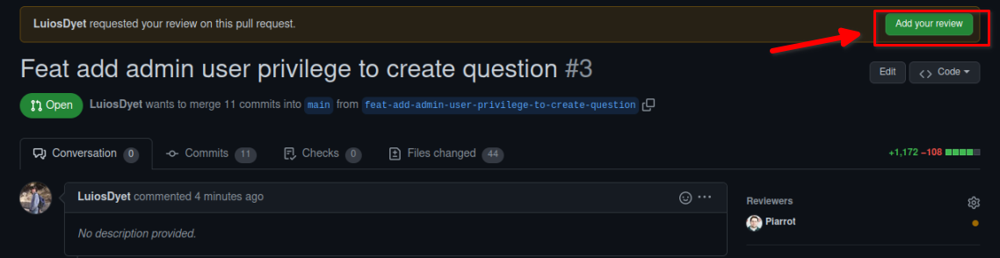 LuiosDyet requested your review on this pull request.
Add your review
Feat add admin user privilege to create question #3
Edit
<> Code
Open
LuiosDyet wants to merge 11 commits into main from feat-add-admin-user-privilege-to-create-question
Conversation 0
Commits 11
Checks 0
Files changed 44
+1,172 −108
LuiosDyet commented 4 minutes ago
No description provided.
Reviewers
Piarrot